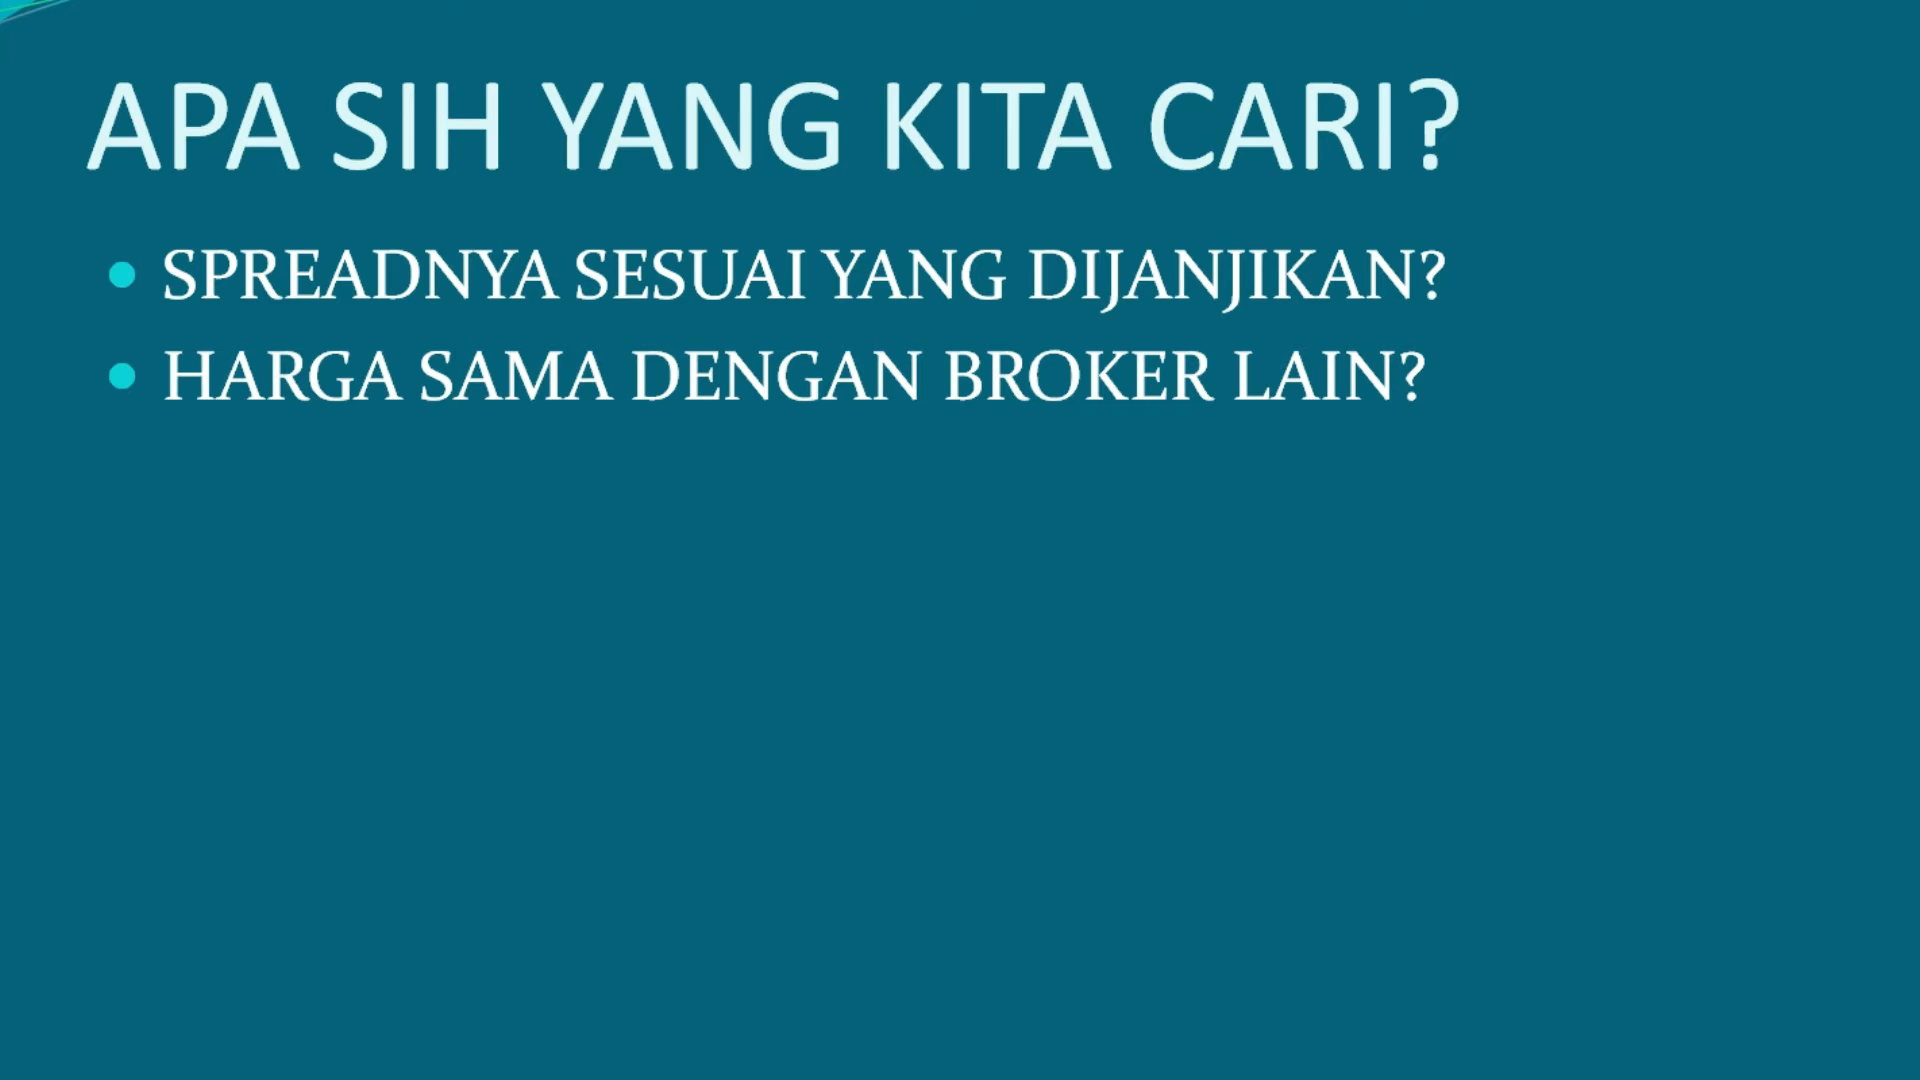 APA SIH YANG KITA CARI?
SPREADNYA SESUAI YANG DIJANJIKAN?
HARGA SAMA DENGAN BROKER LAIN?